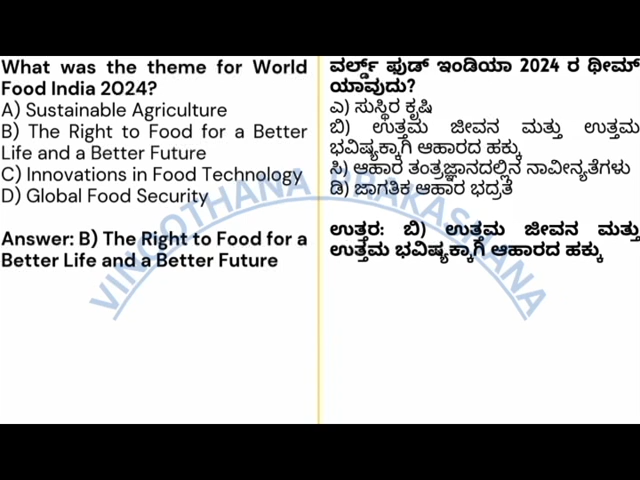 What was the theme for World
Food India 2024?
A) Sustainable Agriculture
B) The Right to Food for a Better
Life and a Better Future
C) Innovations in Food Technology
D) Global Food Security
Answer: B) The Right to Food for a
Better Life and a Better Future
ವರ್ಲ್ಡ್ ಫುಡ್ ಇಂಡಿಯಾ 2024 ರ ಥೀಮ್
ಯಾವುದು?
ಎ) ಸುಸ್ಥಿರ ಕೃಷಿ
ಬಿ) ಉತ್ತಮ ಜೀವನ ಮತ್ತು ಉತ್ತಮ
ಭವಿಷ್ಯಕ್ಕಾಗಿ ಆಹಾರದ ಹಕ್ಕು
ಸಿ) ಆಹಾರ ತಂತ್ರಜ್ಞಾನದಲ್ಲಿನ ನಾವೀನ್ಯತೆಗಳು
ಡಿ) ಜಾಗತಿಕ ಆಹಾರ ಭದ್ರತೆ
ಉತ್ತರ: ಬಿ) ಉತ್ತಮ ಜೀವನ ಮತ್ತು
ಉತ್ತಮ ಭವಿಷ್ಯಕ್ಕಾಗಿ ಆಹಾರದ ಹಕ್ಕು
PRAKASHANA